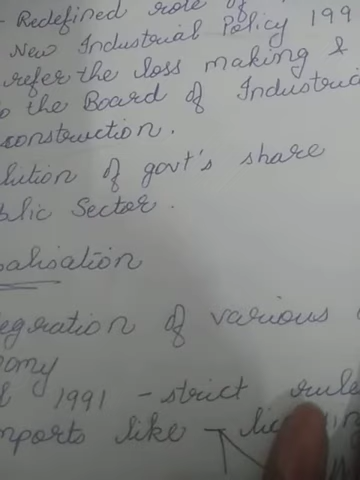 - Redefined role of
New Industrial Policy 199
refer the loss making &
the Board of Industria
construction.
lution of govt's share
blic Sector.
alisation
egration of various
omy
1991 - strict rule
mports like -